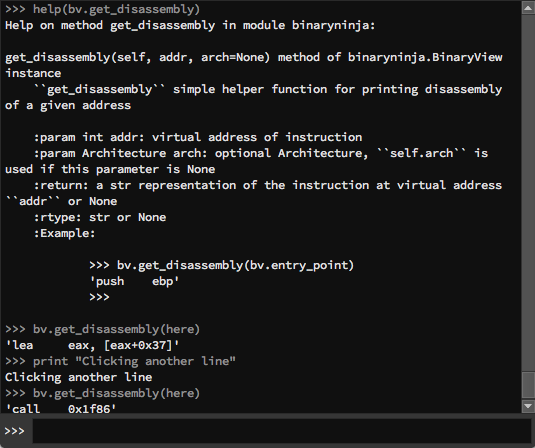 >>> help(bv.get_disassembly)
Help on method get_disassembly in module binaryninja:

get_disassembly(self, addr, arch=None) method of binaryninja.BinaryView
instance
    ``get_disassembly`` simple helper function for printing disassembly
of a given address

    :param int addr: virtual address of instruction
    :param Architecture arch: optional Architecture, ``self.arch`` is
used if this parameter is None
    :return: a str representation of the instruction at virtual address
``addr`` or None
    :rtype: str or None
    :Example:

            >>> bv.get_disassembly(bv.entry_point)
            'push    ebp'
            >>>

>>> bv.get_disassembly(here)
'lea     eax, [eax+0x37]'
>>> print "Clicking another line"
Clicking another line
>>> bv.get_disassembly(here)
'call    0x1f86'
>>>